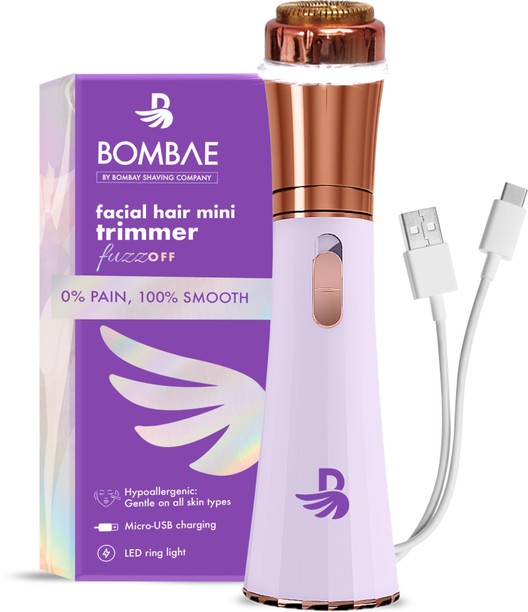 BOMBAE
BY BOMBAY SHAVING COMPANY
facial hair mini
trimmer
fuzzOFF
0% PAIN, 100% SMOOTH
Hypoallergenic:
Gentle on all skin types
Micro-USB charging
LED ring light